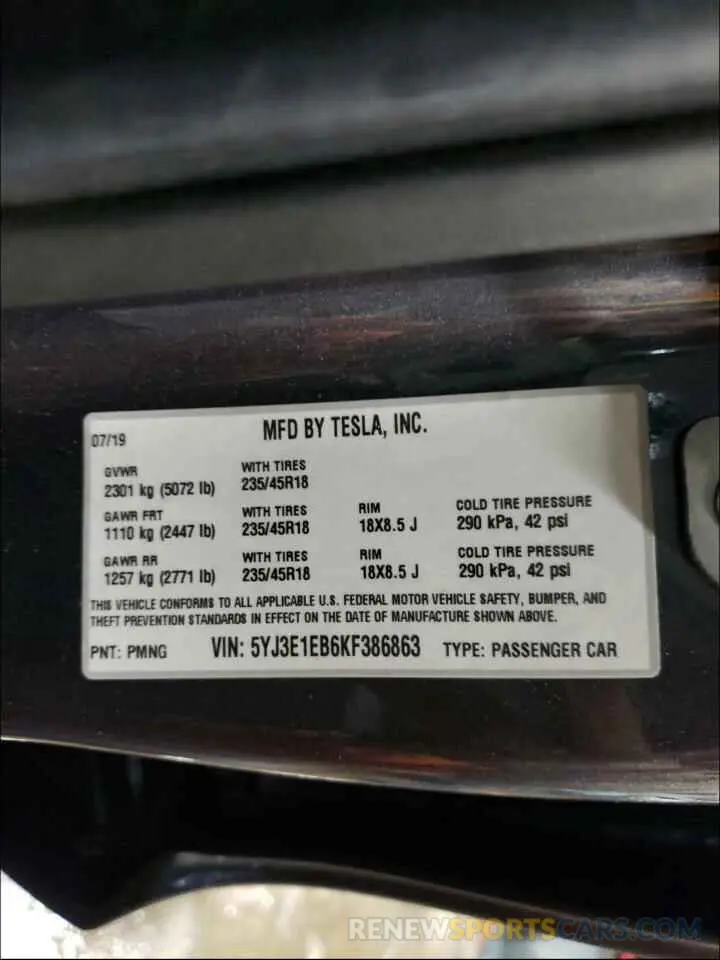 07/19
MFD BY TESLA, INC.
GVWR
2301 kg (5072 lb)
WITH TIRES
235/45R18
GAWR FRT
1110 kg (2447 lb)
WITH TIRES
235/45R18
RIM
18X8.5 J
COLD TIRE PRESSURE
290 kPa, 42 psi
GAWR RR
1257 kg (2771 lb)
WITH TIRES
235/45R18
RIM
18X8.5 J
COLD TIRE PRESSURE
290 kPa, 42 psi
THIS VEHICLE CONFORMS TO ALL APPLICABLE U.S. FEDERAL MOTOR VEHICLE SAFETY, BUMPER, AND
THEFT PREVENTION STANDARDS IN EFFECT ON THE DATE OF MANUFACTURE SHOWN ABOVE.
PNT: PMNG VIN: 5YJ3E1EB6KF386863 TYPE: PASSENGER CAR
RENEWSPORTSCARS.COM